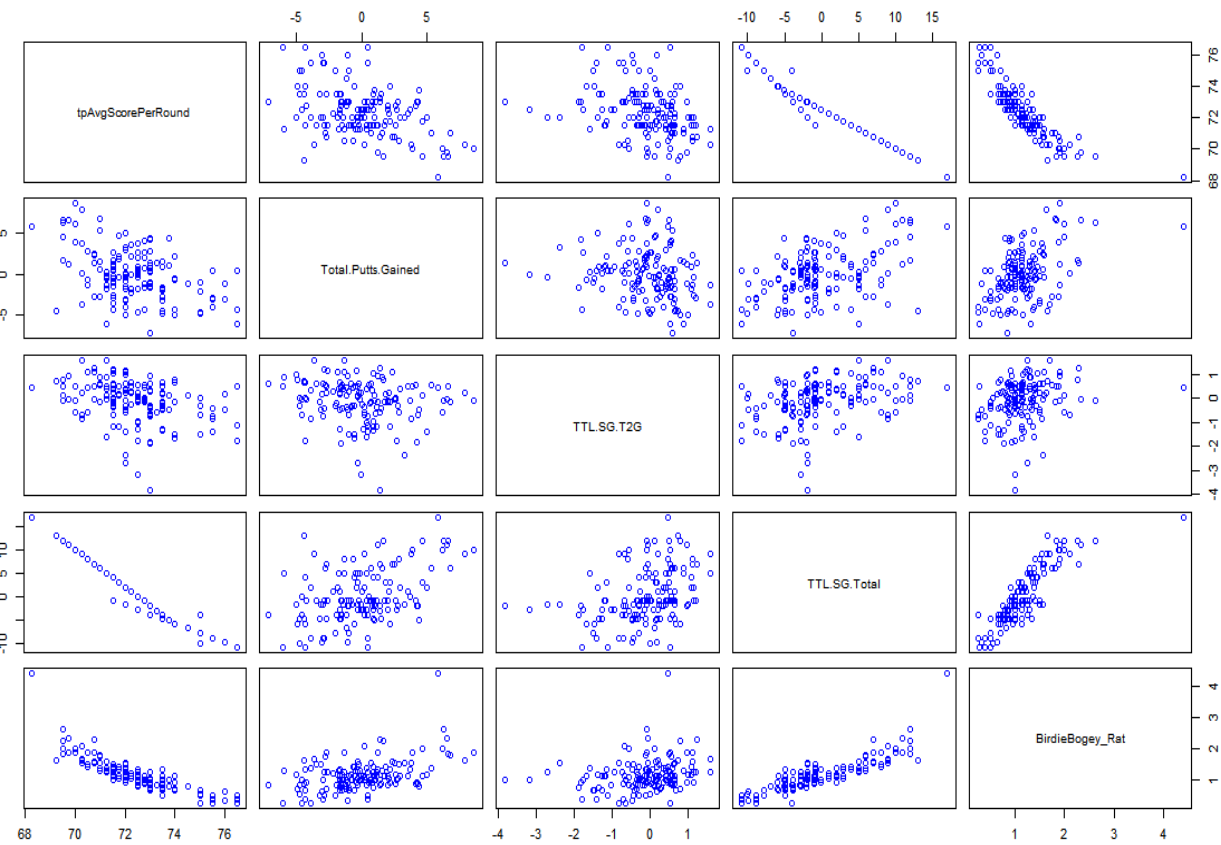 -5 0 5 -10 -5 0 5 10 15
tpAvgScorePerRound
68 70 72 74 76
-5 0 5
Total.Putts.Gained
TTL.SG.T2G
-4 -3 -2 -1 0 1
-10 0 5 10
TTL.SG.Total
BirdieBogey_Rat
1 2 3 4
68 70 72 74 76 -4 -3 -2 -1 0 1 1 2 3 4